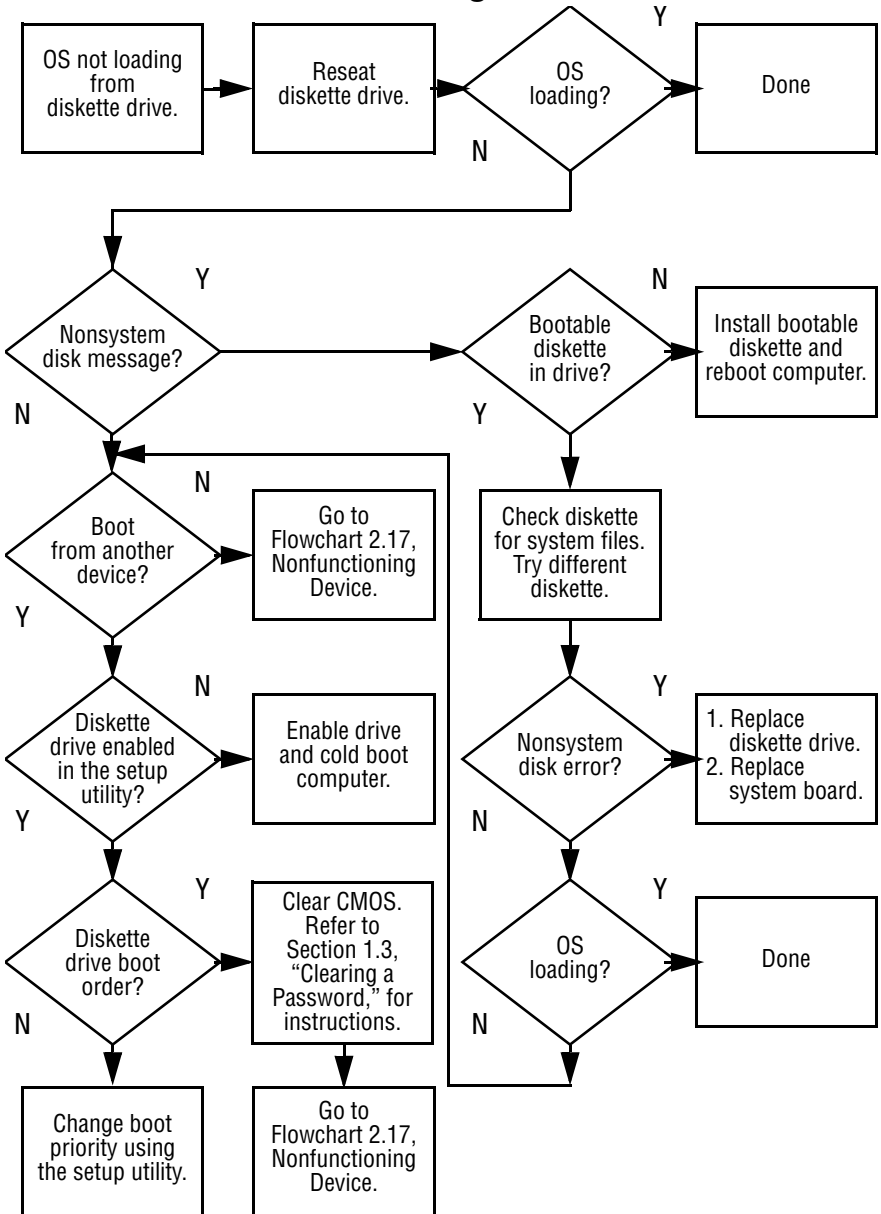 OS not loading
from
diskette drive.
Reseat
diskette drive.
OS
loading?
Y
N
Done
Nonsystem
disk message?
Y
N
Bootable
diskette
in drive?
N
Y
Install bootable
diskette and
reboot computer.
Boot
from another
device?
N
Y
Go to
Flowchart 2.17,
Nonfunctioning
Device.
Check diskette
for system files.
Try different
diskette.
Diskette
drive enabled
in the setup
utility?
N
Y
Enable drive
and cold boot
computer.
Nonsystem
disk error?
Y
N
1. Replace
diskette drive.
2. Replace
system board.
Diskette
drive boot
order?
Y
N
Clear CMOS.
Refer to
Section 1.3,
“Clearing a
Password,” for
instructions.
OS
loading?
Y
N
Done
Change boot
priority using
the setup utility.
Go to
Flowchart 2.17,
Nonfunctioning
Device.